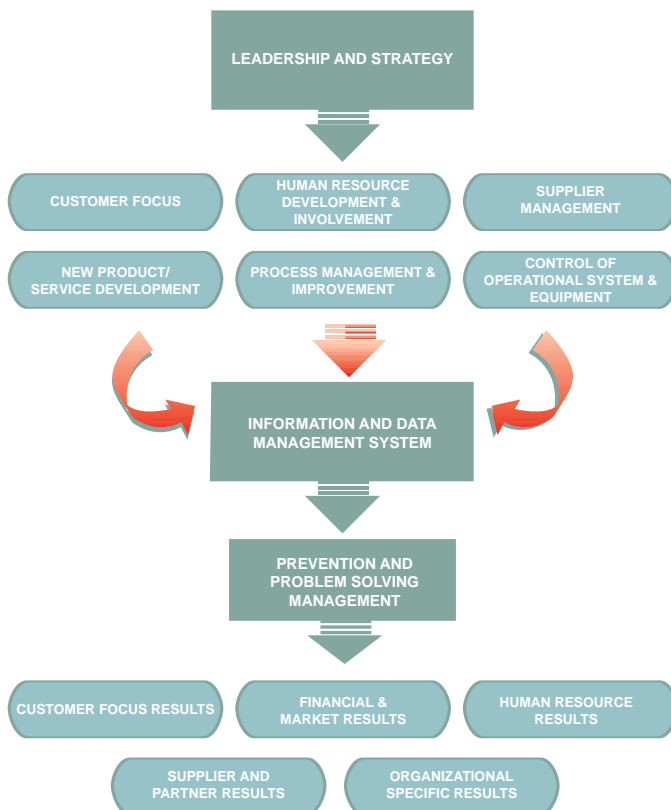 LEADERSHIP AND STRATEGY
CUSTOMER FOCUS
HUMAN RESOURCE
DEVELOPMENT &
INVOLVEMENT
SUPPLIER
MANAGEMENT
NEW PRODUCT/
SERVICE DEVELOPMENT
PROCESS MANAGEMENT &
IMPROVEMENT
CONTROL OF
OPERATIONAL SYSTEM &
EQUIPMENT
INFORMATION AND DATA
MANAGEMENT SYSTEM
PREVENTION AND
PROBLEM SOLVING
MANAGEMENT
CUSTOMER FOCUS RESULTS
FINANCIAL &
MARKET RESULTS
HUMAN RESOURCE
RESULTS
SUPPLIER AND
PARTNER RESULTS
ORGANIZATIONAL
SPECIFIC RESULTS